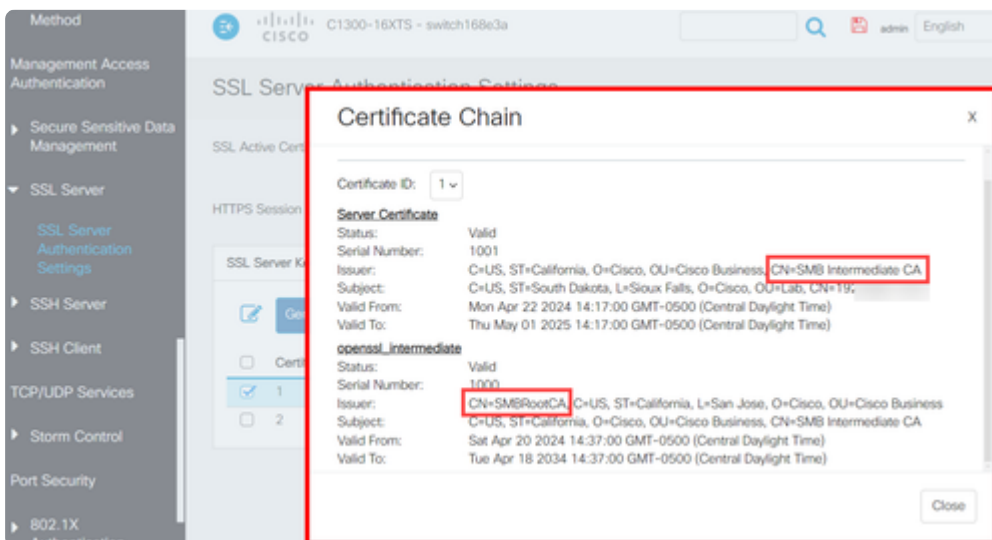 Method
Management Access
Authentication
Secure Sensitive Data
Management
SSL Server
SSL Server
Authentication
Settings
SSH Server
SSH Client
TCP/UDP Services
Storm Control
Port Security
802.1X
CISCO
C1300-16XTS - switch168e3a
admin
English
SSL Server Authentication Settings
SSL Active Cert
HTTPS Session
SSL Server K
Ge
Certi
1
2
Certificate Chain
X
Certificate ID: 1
Server Certificate
Status: Valid
Serial Number: 1001
Issuer: C=US, ST=California, O=Cisco, OU=Cisco Business, CN=SMB Intermediate CA
Subject: C=US, ST=South Dakota, L=Sioux Falls, O=Cisco, OU=Lab, CN=192
Valid From: Mon Apr 22 2024 14:17:00 GMT-0500 (Central Daylight Time)
Valid To: Thu May 01 2025 14:17:00 GMT-0500 (Central Daylight Time)
openssl_intermediate
Status: Valid
Serial Number: 1000
Issuer: CN=SMBRootCA, C=US, ST=California, L=San Jose, O=Cisco, OU=Cisco Business
Subject: C=US, ST=California, O=Cisco, OU=Cisco Business, CN=SMB Intermediate CA
Valid From: Sat Apr 20 2024 14:37:00 GMT-0500 (Central Daylight Time)
Valid To: Tue Apr 18 2034 14:37:00 GMT-0500 (Central Daylight Time)
Close